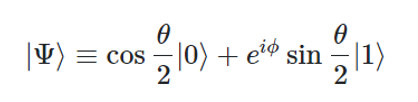 |Ψ⟩ ≡ cos θ/2 |0⟩ + e^{iϕ} sin θ/2 |1⟩